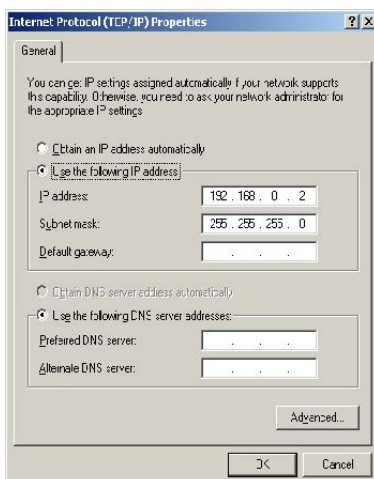 Internet Protocol (TCP/IP) Properties
General
You can get IP settings assigned automatically if your network supports
this capability. Otherwise, you need to ask your network administrator for
the appropriate IP settings.
Obtain an IP address automatically
Use the following IP address:
IP address: 192 . 168 . 0 . 2
Subnet mask: 255 . 255 . 255 . 0
Default gateway: . . .
Obtain DNS server address automatically
Use the following DNS server addresses:
Preferred DNS server: . . .
Alternate DNS server: . . .
Advanced...
OK Cancel